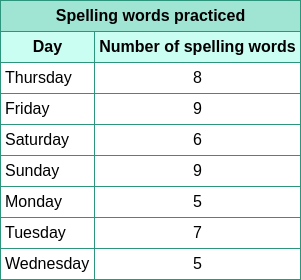 Spelling words practiced
Day Number of spelling words
Thursday 8
Friday 9
Saturday 6
Sunday 9
Monday 5
Tuesday 7
Wednesday 5